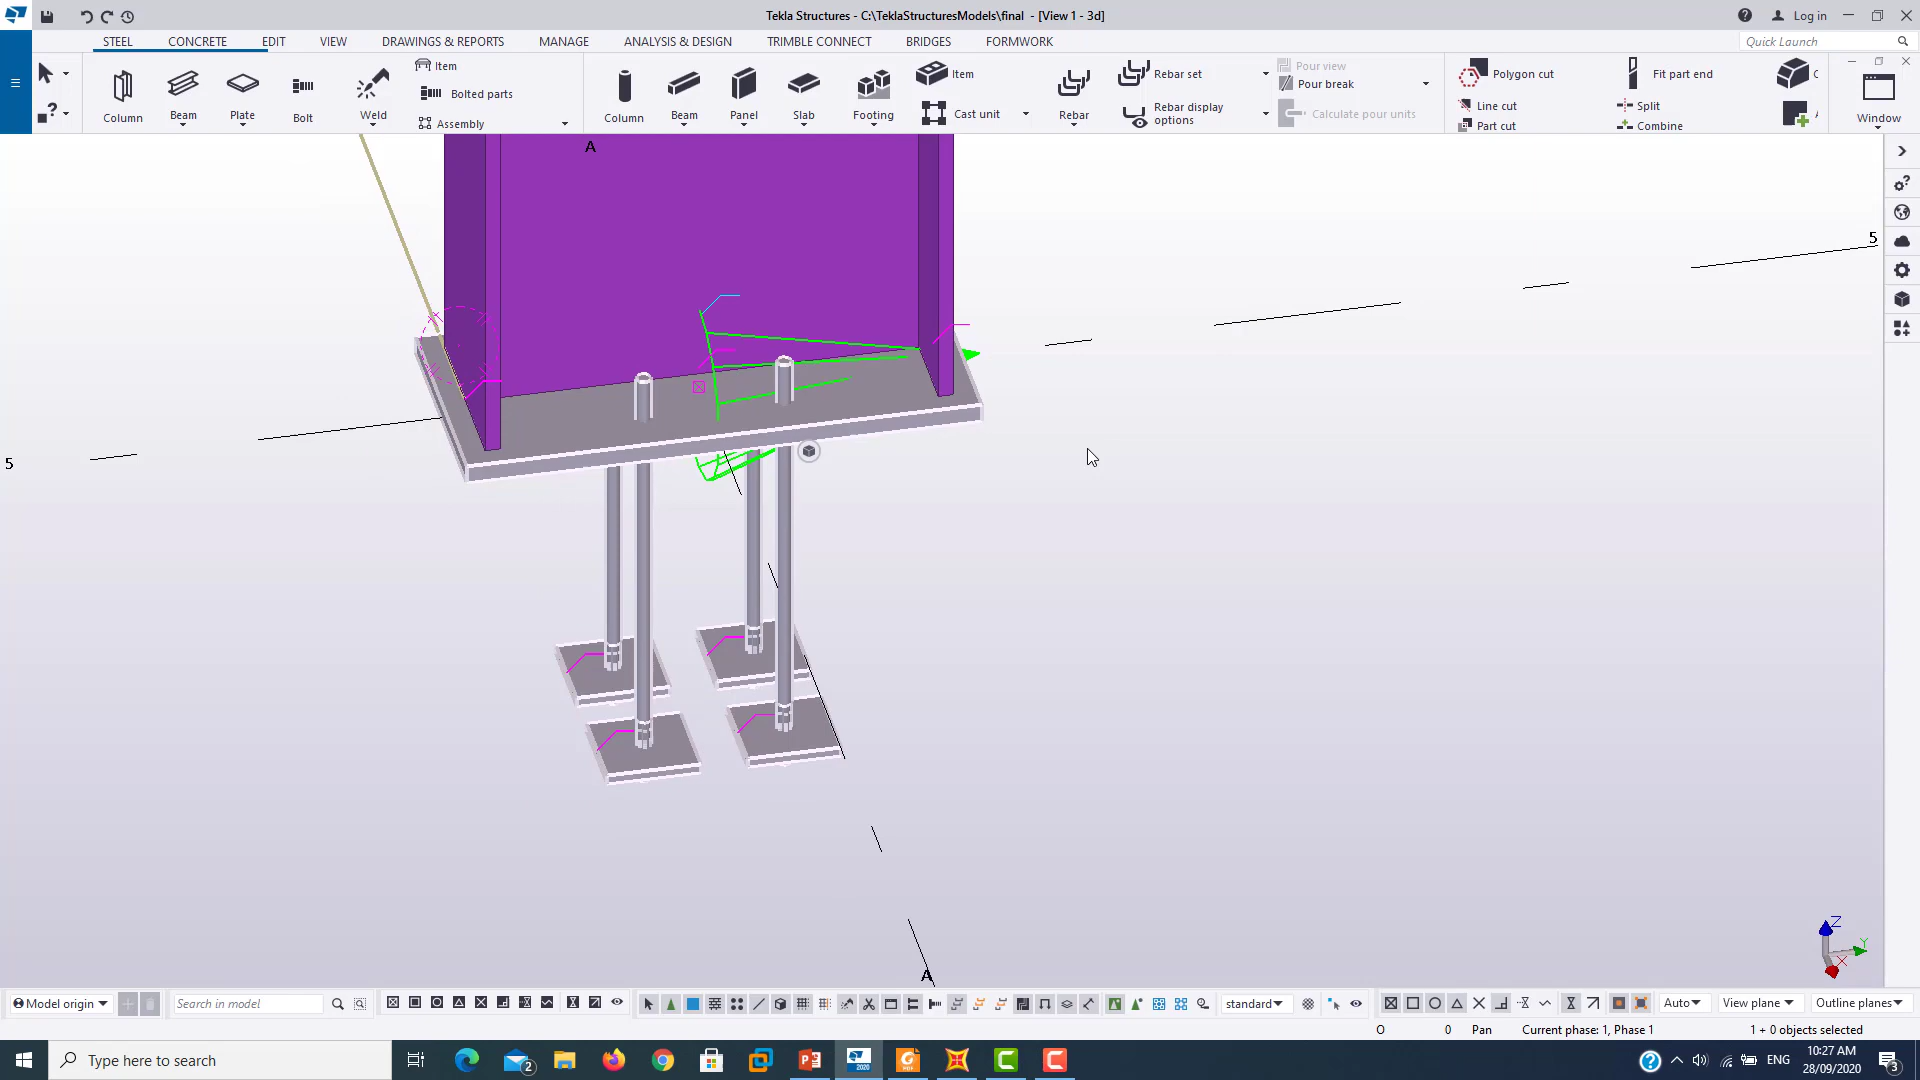 Tekla Structures - C:\TeklaStructuresModels\final - [View 1 - 3d]
Log in
STEEL CONCRETE EDIT VIEW DRAWINGS & REPORTS MANAGE ANALYSIS & DESIGN TRIMBLE CONNECT BRIDGES FORMWORK
Quick Launch
Column
Beam
Plate
Bolt
Weld
Item
Bolted parts
Assembly
Column
Beam
Panel
Slab
Footing
Item
Cast unit
Rebar
Rebar set
Rebar display
options
Pour view
Pour break
Calculate pour units
Polygon cut
Line cut
Part cut
Fit part end
Split
Combine
Window
A
5
5
A
Z
Y
X
Model origin
Search in model
standard
Auto
View plane
Outline planes
O 0 Pan Current phase: 1, Phase 1 1 + 0 objects selected
Type here to search
2
2020
ENG
10:27 AM
28/09/2020
3